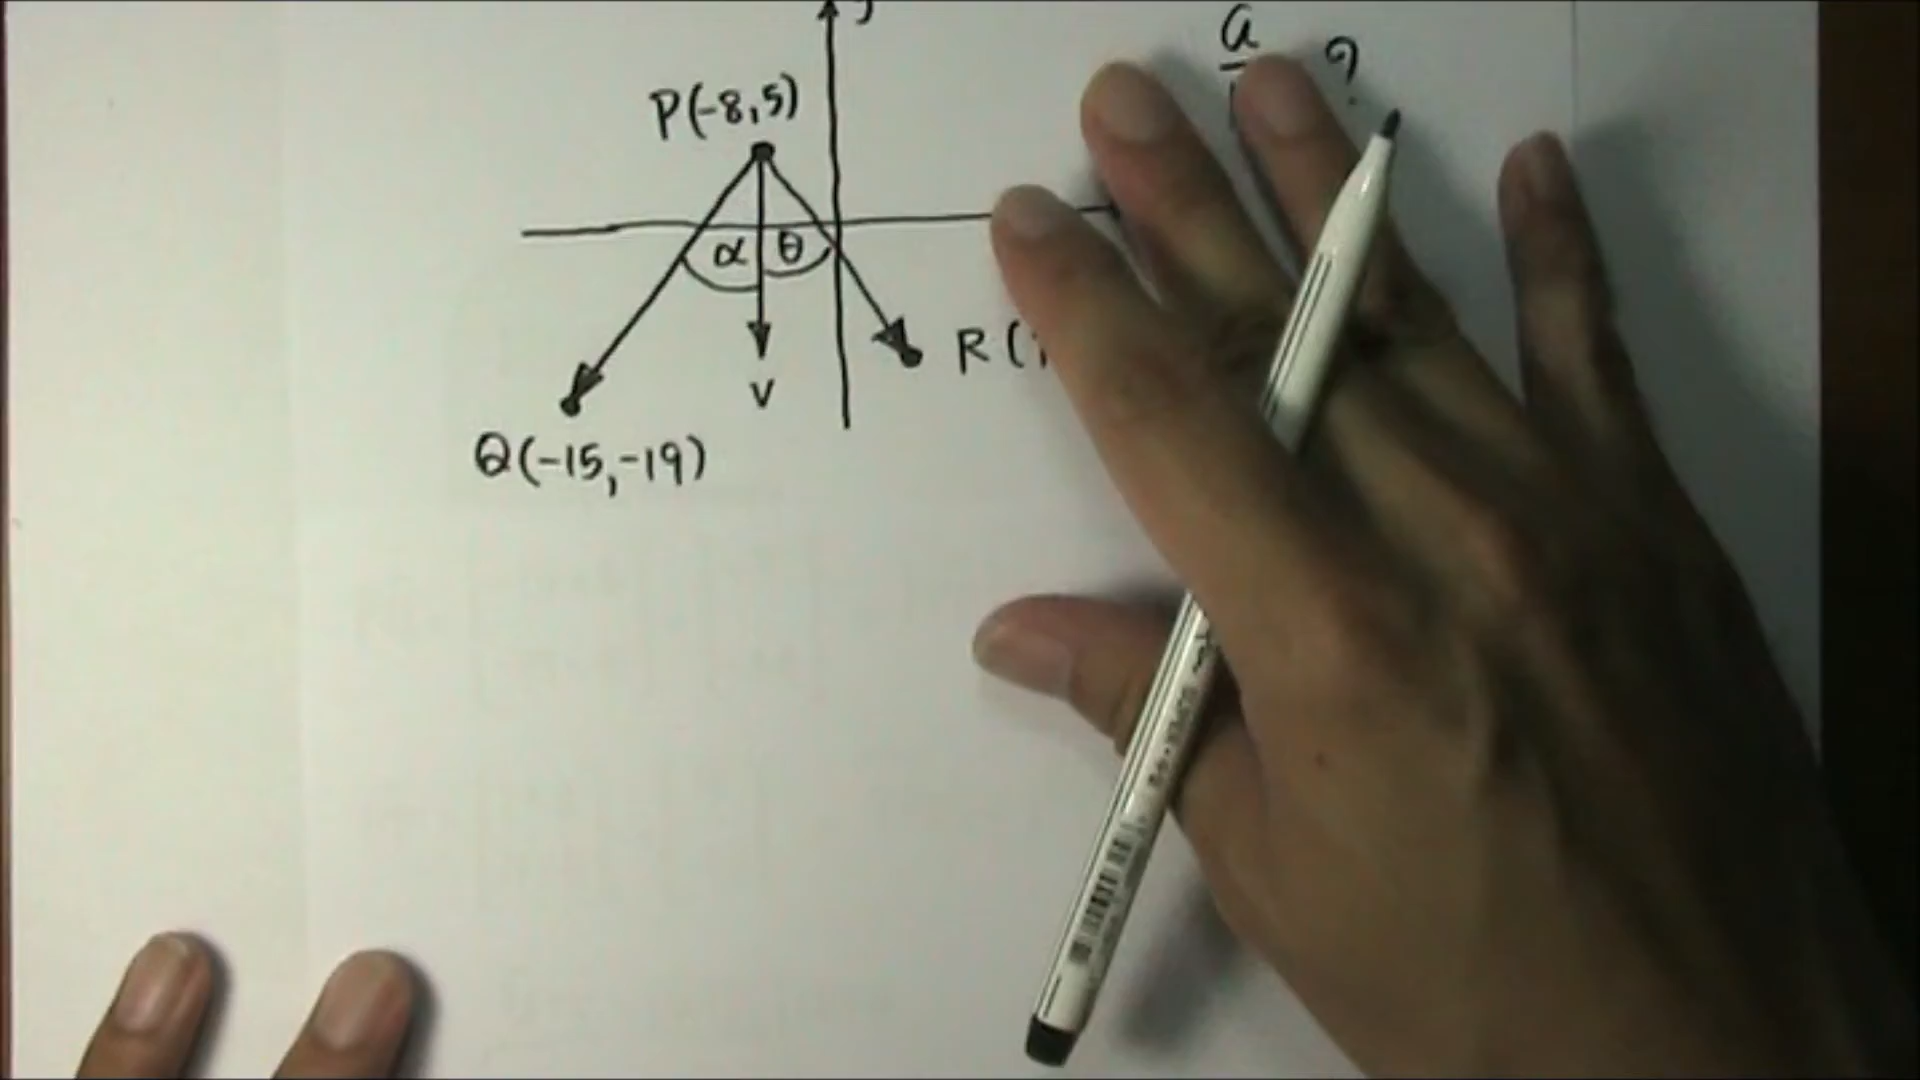 a
?
P(-8,5)
α θ
R(
V
Q(-15,-19)